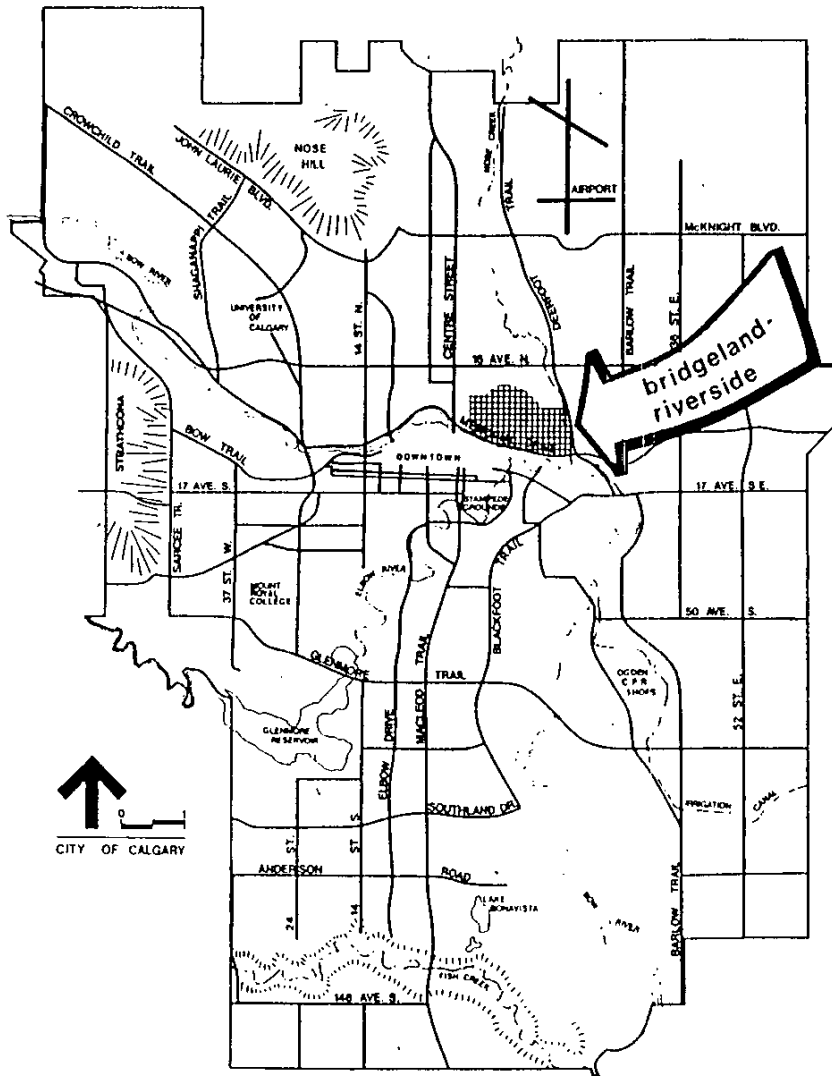 CROWCHILD TRAIL
JOHN LAURIE BLVD.
NOSE
HILL
NOSE CREEK
AIRPORT
McKNIGHT BLVD.
BOW RIVER
SHAGANAPPI TRAIL
UNIVERSITY
OF
CALGARY
14 ST. N.
CENTRE STREET
DEERFOOT
TRAIL
BARLOW TRAIL
36 ST. E.
16 AVE. N.
bridgeland-
riverside
STRATHCONA
BOW TRAIL
DOWNTOWN
17 AVE. S.
STAMPEDE
GROUNDS
17 AVE. S.E.
SARCEE TR.
37 ST. W.
MOUNT
ROYAL
COLLEGE
ELBOW RIVER
BLACKFOOT TRAIL
50 AVE. S.
GLENMORE TRAIL
OGDEN
C P R
SHOPS
52 ST. E.
GLENMORE
RESERVOIR
ELBOW DRIVE
MACLEOD TRAIL
0 1
CITY OF CALGARY
SOUTHLAND DR.
IRRIGATION CANAL
24 ST.
14 ST S.
ANDERSON ROAD
LAKE
BONAVISTA
BOW RIVER
BARLOW TRAIL
FISH CREEK
146 AVE. S.